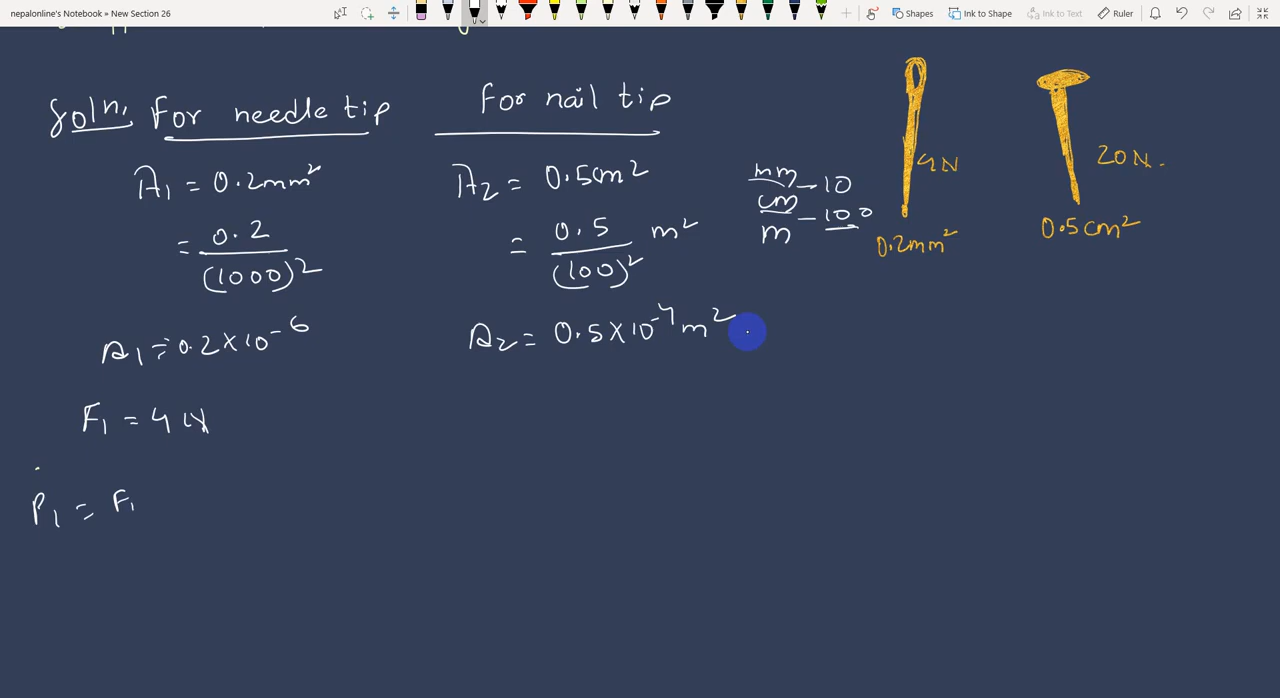 nepalonline's Notebook » New Section 26
Shapes
Ink to Shape
Ink to Text
Ruler
Soln, For needle tip
For nail tip
A₁ = 0.2mm²
= 0.2 / (1000)²
A₁ = 0.2×10⁻⁶
F₁ = 4 N
P₁ = F₁
A₂ = 0.5cm²
= 0.5 / (100)² m²
A₂ = 0.5×10⁻⁴ m²
mm - 10
cm - 100
m
4N
0.2mm²
20N.
0.5cm²